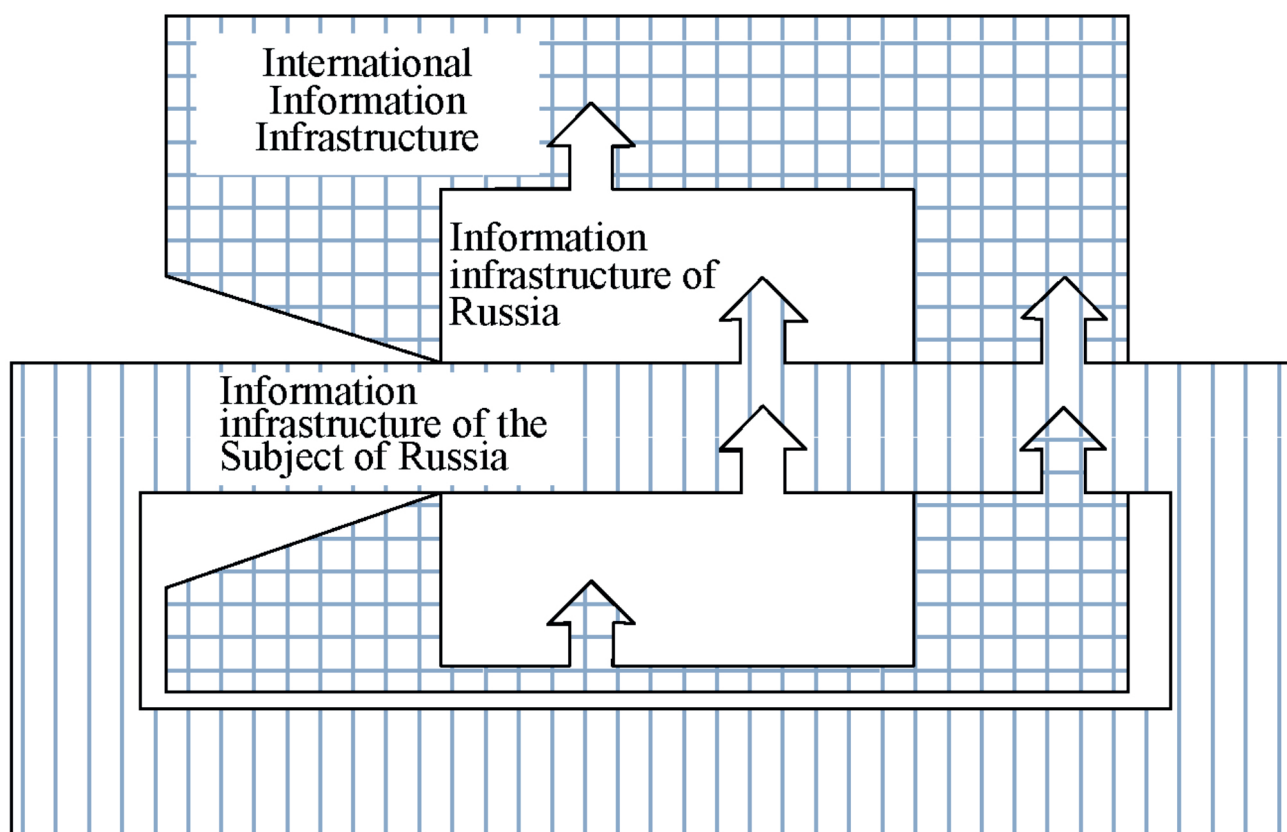 International
Information
Infrastructure
Information
infrastructure of
Russia
Information
infrastructure of the
Subject of Russia